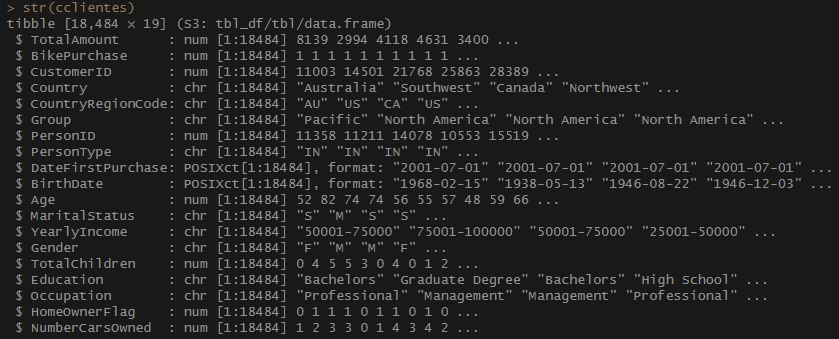 > str(cclientes)
tibble [18,484 × 19] (S3: tbl_df/tbl/data.frame)
 $ TotalAmount      : num [1:18484] 8139 2994 4118 4631 3400 ...
 $ BikePurchase     : num [1:18484] 1 1 1 1 1 1 1 1 1 1 ...
 $ CustomerID       : num [1:18484] 11003 14501 21768 25863 28389 ...
 $ Country          : chr [1:18484] "Australia" "Southwest" "Canada" "Northwest" ...
 $ CountryRegionCode: chr [1:18484] "AU" "US" "CA" "US" ...
 $ Group            : chr [1:18484] "Pacific" "North America" "North America" "North America" ...
 $ PersonID         : num [1:18484] 11358 11211 14078 10553 15519 ...
 $ PersonType       : chr [1:18484] "IN" "IN" "IN" "IN" ...
 $ DateFirstPurchase: POSIXct[1:18484], format: "2001-07-01" "2001-07-01" "2001-07-01" "2001-07-01" ...
 $ BirthDate        : POSIXct[1:18484], format: "1968-02-15" "1938-05-13" "1946-08-22" "1946-12-03" ...
 $ Age              : num [1:18484] 52 82 74 74 56 55 57 48 59 66 ...
 $ MaritalStatus    : chr [1:18484] "S" "M" "S" "S" ...
 $ YearlyIncome     : chr [1:18484] "50001-75000" "75001-100000" "50001-75000" "25001-50000" ...
 $ Gender           : chr [1:18484] "F" "M" "M" "F" ...
 $ TotalChildren    : num [1:18484] 0 4 5 5 3 0 4 0 1 2 ...
 $ Education        : chr [1:18484] "Bachelors" "Graduate Degree" "Bachelors" "High School" ...
 $ Occupation       : chr [1:18484] "Professional" "Management" "Management" "Professional" ...
 $ HomeOwnerFlag    : num [1:18484] 0 1 1 1 0 1 1 0 1 0 ...
 $ NumberCarsOwned  : num [1:18484] 1 2 3 3 0 1 4 3 4 2 ...